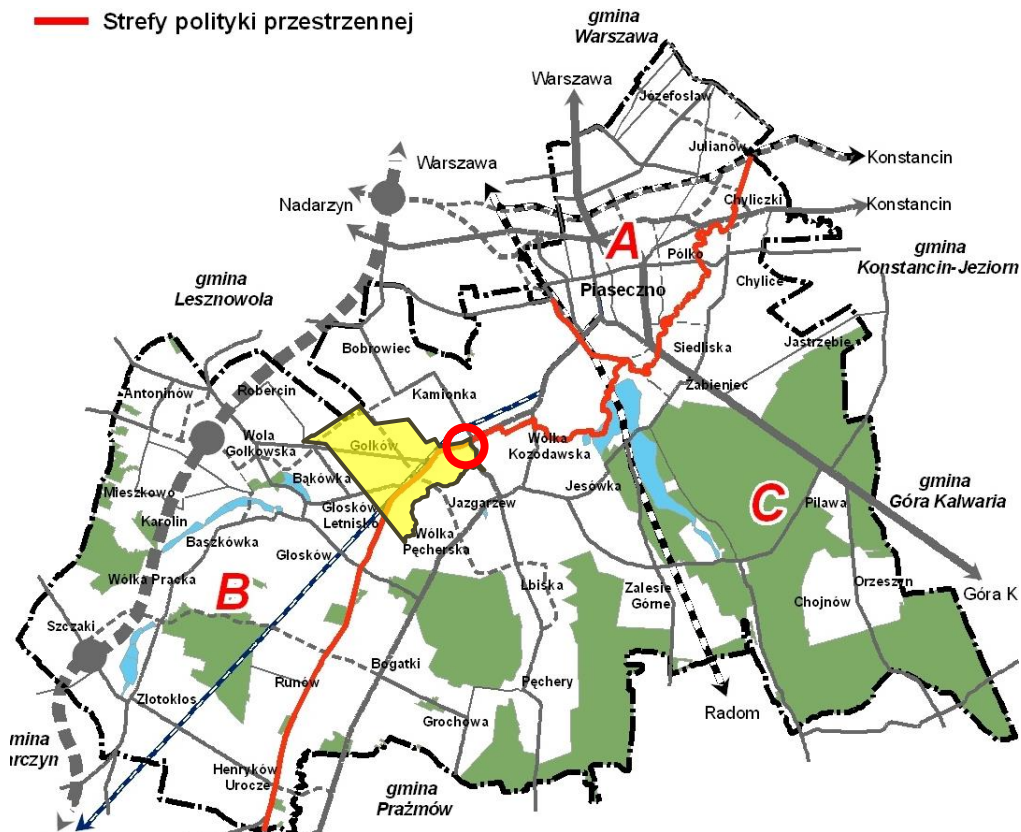 Strefy polityki przestrzennej
gmina
Warszawa
Warszawa
Józefosław
Warszawa
Julianów
Konstancin
Nadarzyn
Chyliczki
Konstancin
A
Pólko
gmina
Konstancin-Jeziorn
gmina
Lesznowola
Piaseczno
Chylice
Bobrowiec
Siedliska
Jastrzębie
Antoninów
Robercin
Kamionka
Żabieniec
Wola
Gołkowska
Gołków
Wólka
Kozodawska
Bąkówka
Mieszkowo
Jesówka
C
Pilawa
gmina
Góra Kalwaria
Karolin
Głosków
Letnisko
Jazgarzew
Baszkówka
Wólka
Pęcherska
Głosków
Wólka Pracka
B
Łbiska
Zalesie
Górne
Orzeszyn
Chojnów
Góra K
Szczaki
Bogatki
Runów
Pęchery
Złotokłos
Radom
Grochowa
mina
arczyn
Henryków
Urocze
gmina
Prażmów